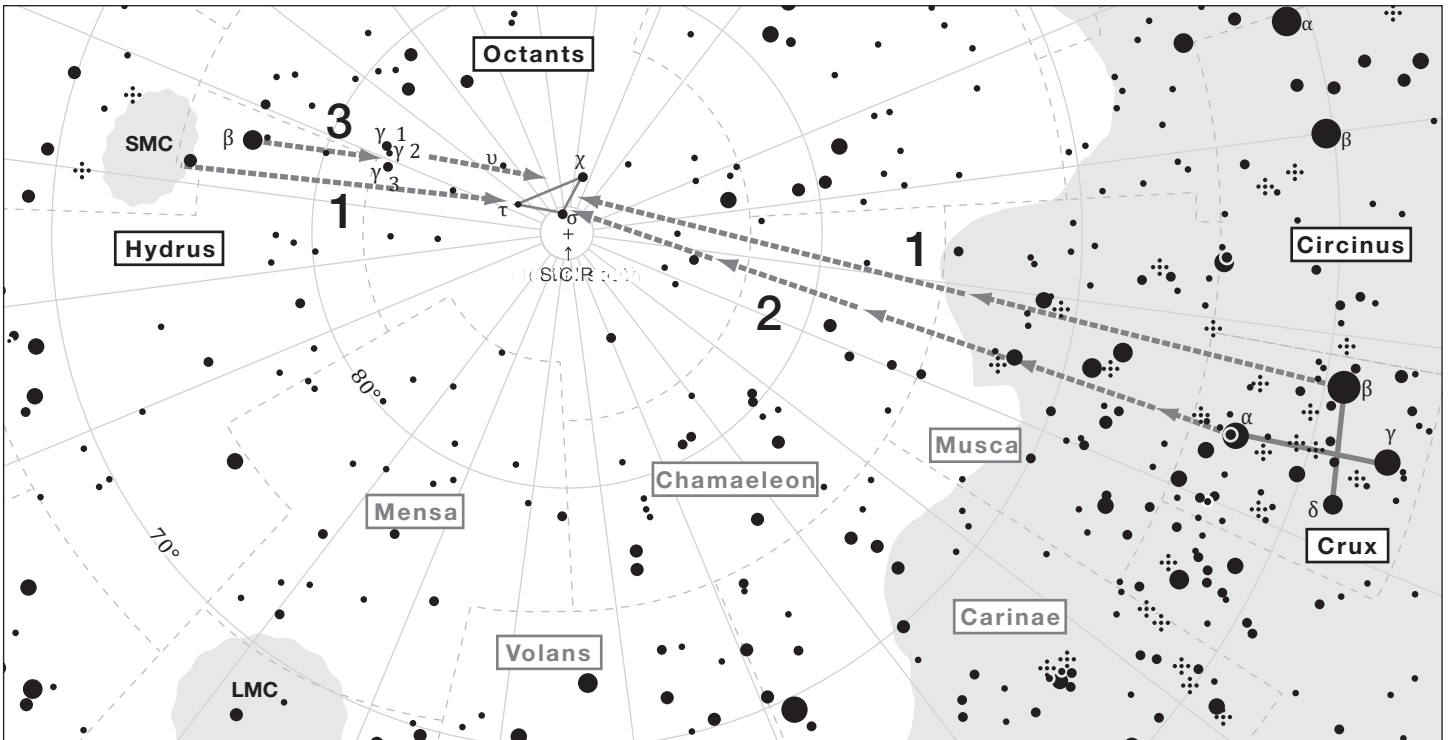 α
Octants
β
SMC
β
3
γ 1
γ 2
γ 3
υ
χ
τ
σ
+
1
Hydrus
1
Circinus
2
80°
β
α
γ
Musca
Chamaeleon
Mensa
δ
Crux
70°
Carinae
Volans
LMC